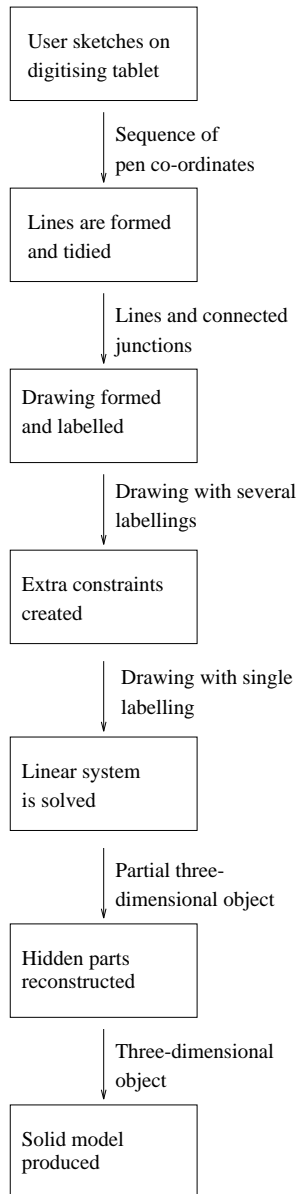 User sketches on
digitising tablet
Sequence of
pen co-ordinates
Lines are formed
and tidied
Lines and connected
junctions
Drawing formed
and labelled
Drawing with several
labellings
Extra constraints
created
Drawing with single
labelling
Linear system
is solved
Partial three-
dimensional object
Hidden parts
reconstructed
Three-dimensional
object
Solid model
produced